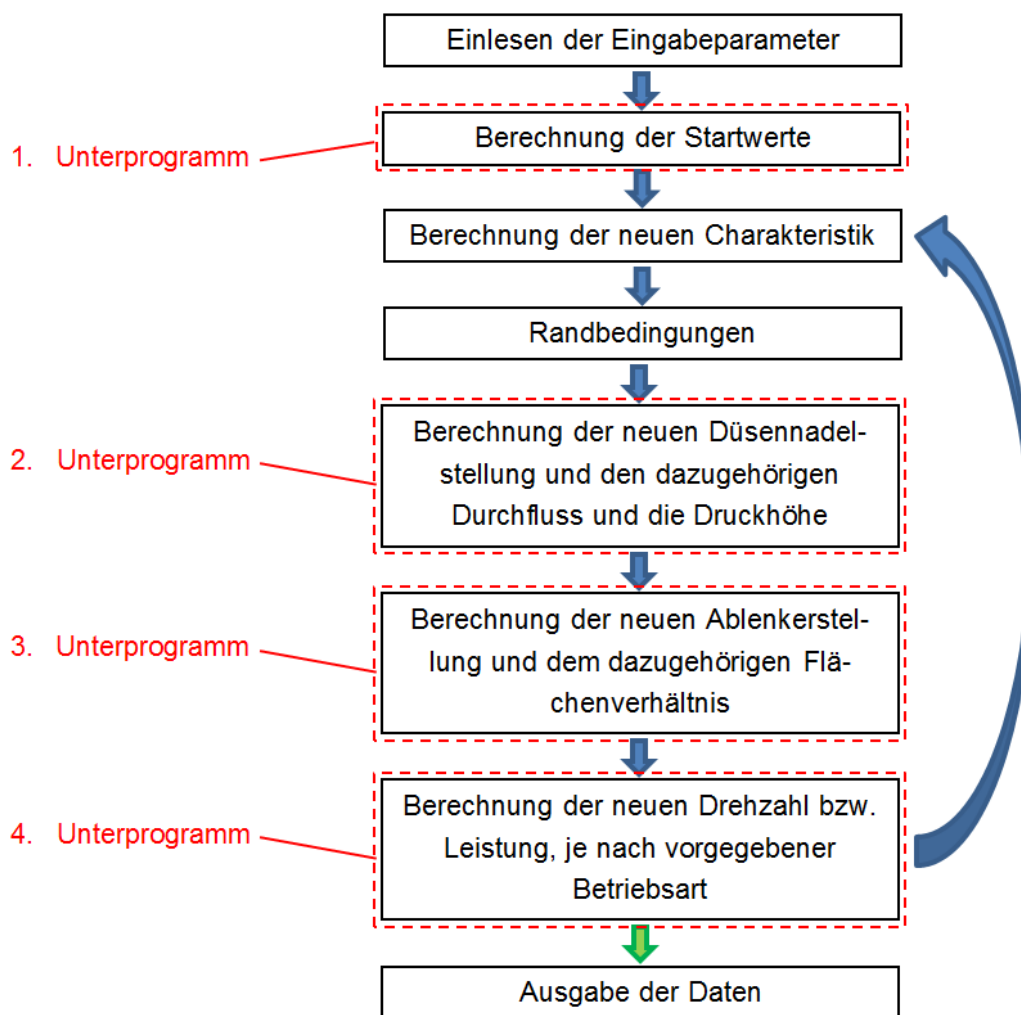 Einlesen der Eingabeparameter
1. Unterprogramm
Berechnung der Startwerte
Berechnung der neuen Charakteristik
Randbedingungen
2. Unterprogramm
Berechnung der neuen Düsennadel-
stellung und den dazugehörigen
Durchfluss und die Druckhöhe
3. Unterprogramm
Berechnung der neuen Ablenkerstel-
lung und dem dazugehörigen Flä-
chenverhältnis
4. Unterprogramm
Berechnung der neuen Drehzahl bzw.
Leistung, je nach vorgegebener
Betriebsart
Ausgabe der Daten